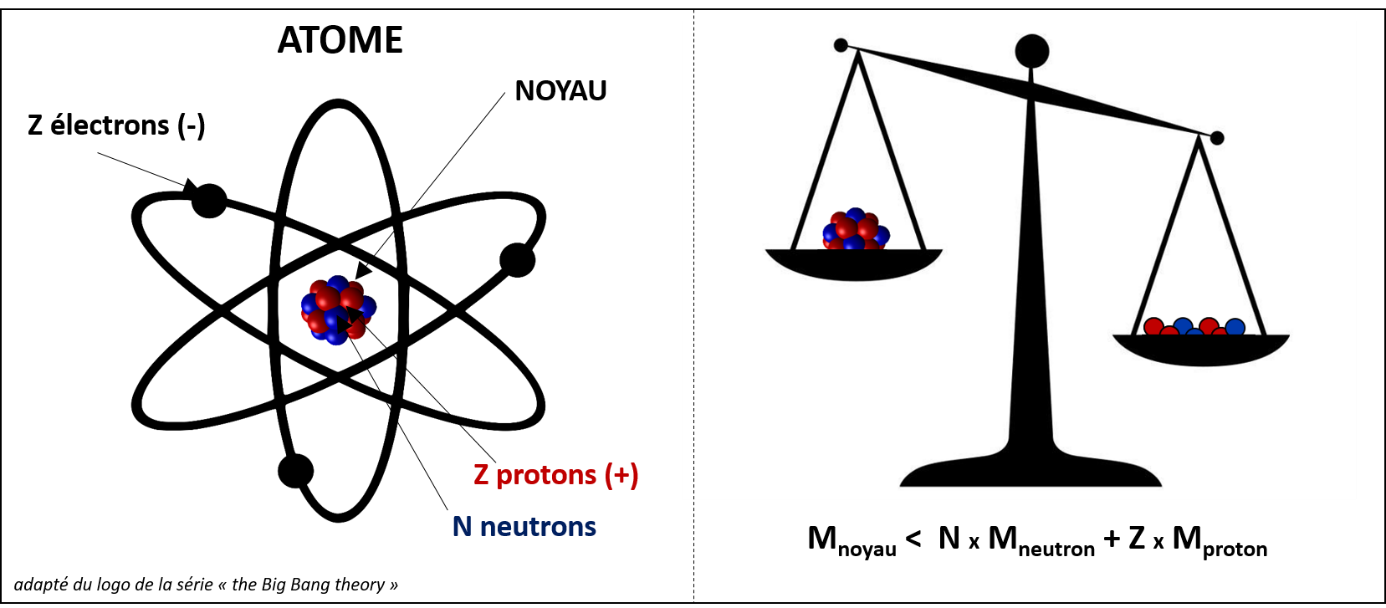 ATOME
NOYAU
Z électrons (-)
Z protons (+)
N neutrons
adapté du logo de la série « the Big Bang theory »
Mnoyau < N x Mneutron + Z x Mproton